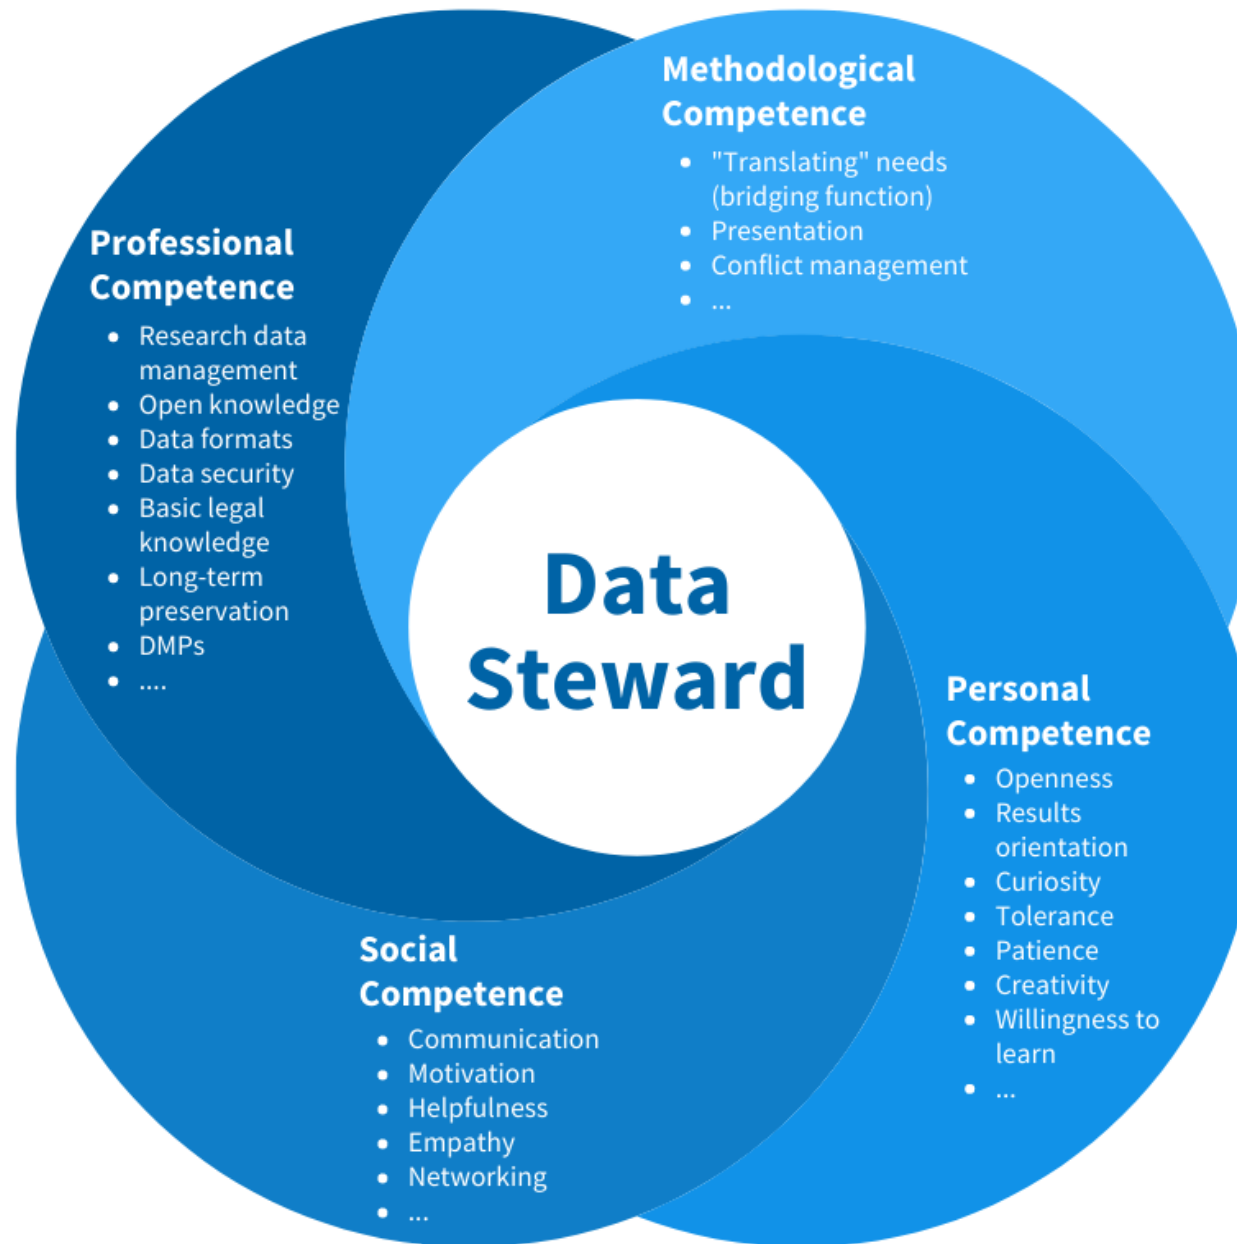 Methodological
Competence
• "Translating" needs
(bridging function)
• Presentation
• Conflict management
• ...
Professional
Competence
• Research data
management
• Open knowledge
• Data formats
• Data security
• Basic legal
knowledge
• Long-term
preservation
• DMPs
• ....
Data
Steward
Personal
Competence
• Openness
• Results
orientation
• Curiosity
• Tolerance
• Patience
• Creativity
• Willingness to
learn
• ...
Social
Competence
• Communication
• Motivation
• Helpfulness
• Empathy
• Networking
• ...